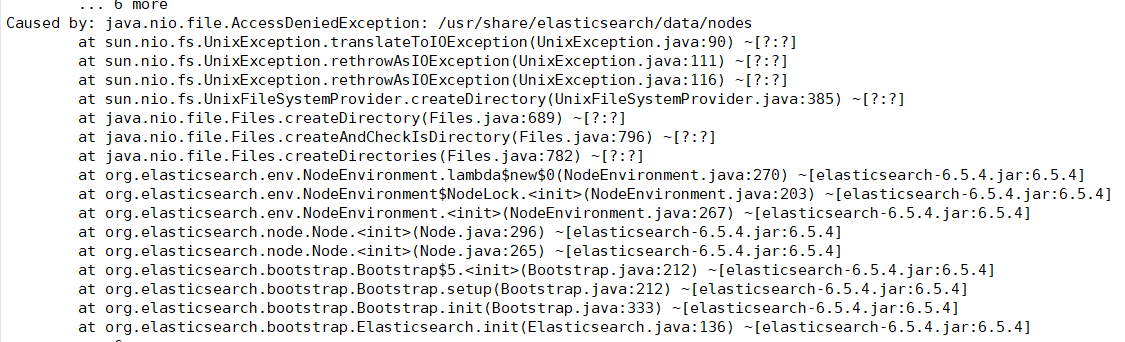 ... 6 more
Caused by: java.nio.file.AccessDeniedException: /usr/share/elasticsearch/data/nodes
at sun.nio.fs.UnixException.translateToIOException(UnixException.java:90) ~[?:?]
at sun.nio.fs.UnixException.rethrowAsIOException(UnixException.java:111) ~[?:?]
at sun.nio.fs.UnixException.rethrowAsIOException(UnixException.java:116) ~[?:?]
at sun.nio.fs.UnixFileSystemProvider.createDirectory(UnixFileSystemProvider.java:385) ~[?:?]
at java.nio.file.Files.createDirectory(Files.java:689) ~[?:?]
at java.nio.file.Files.createAndCheckIsDirectory(Files.java:796) ~[?:?]
at java.nio.file.Files.createDirectories(Files.java:782) ~[?:?]
at org.elasticsearch.env.NodeEnvironment.lambda$new$0(NodeEnvironment.java:270) ~[elasticsearch-6.5.4.jar:6.5.4]
at org.elasticsearch.env.NodeEnvironment$NodeLock.<init>(NodeEnvironment.java:203) ~[elasticsearch-6.5.4.jar:6.5.4]
at org.elasticsearch.env.NodeEnvironment.<init>(NodeEnvironment.java:267) ~[elasticsearch-6.5.4.jar:6.5.4]
at org.elasticsearch.node.Node.<init>(Node.java:296) ~[elasticsearch-6.5.4.jar:6.5.4]
at org.elasticsearch.node.Node.<init>(Node.java:265) ~[elasticsearch-6.5.4.jar:6.5.4]
at org.elasticsearch.bootstrap.Bootstrap$5.<init>(Bootstrap.java:212) ~[elasticsearch-6.5.4.jar:6.5.4]
at org.elasticsearch.bootstrap.Bootstrap.setup(Bootstrap.java:212) ~[elasticsearch-6.5.4.jar:6.5.4]
at org.elasticsearch.bootstrap.Bootstrap.init(Bootstrap.java:333) ~[elasticsearch-6.5.4.jar:6.5.4]
at org.elasticsearch.bootstrap.Elasticsearch.init(Elasticsearch.java:136) ~[elasticsearch-6.5.4.jar:6.5.4]